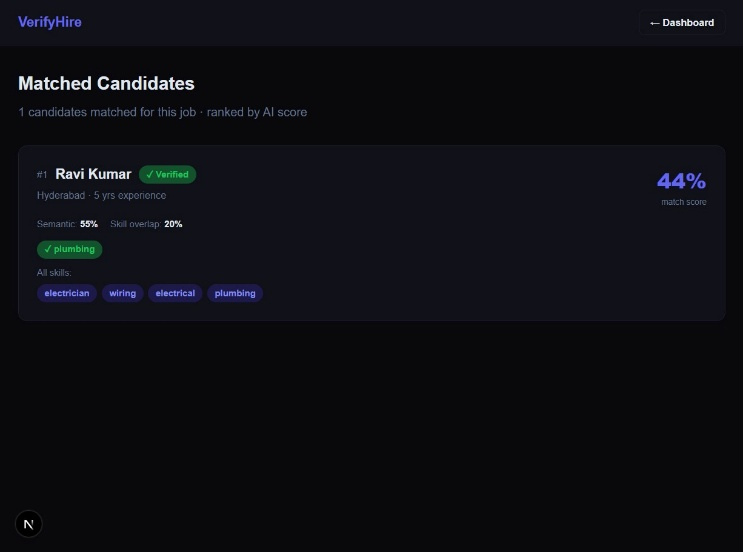 VerifyHire
← Dashboard
Matched Candidates
1 candidates matched for this job · ranked by AI score
#1 Ravi Kumar ✓ Verified
44%
Hyderabad · 5 yrs experience
match score
Semantic: 55% Skill overlap: 20%
✓ plumbing
All skills:
electrician wiring electrical plumbing
N